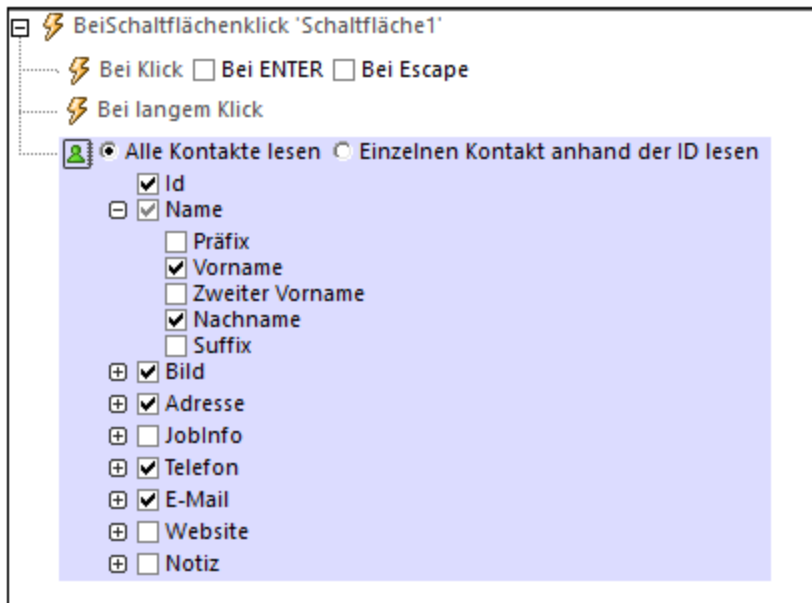 BeiSchaltflächenklick 'Schaltfläche1'
Bei Klick Bei ENTER Bei Escape
Bei langem Klick
Alle Kontakte lesen Einzelnen Kontakt anhand der ID lesen
Id
Name
Präfix
Vorname
Zweiter Vorname
Nachname
Suffix
Bild
Adresse
JobInfo
Telefon
E-Mail
Website
Notiz